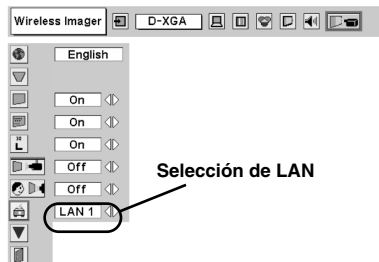 Wireless Imager
D-XGA
English
On
On
On
Off
Off
Selección de LAN
LAN 1